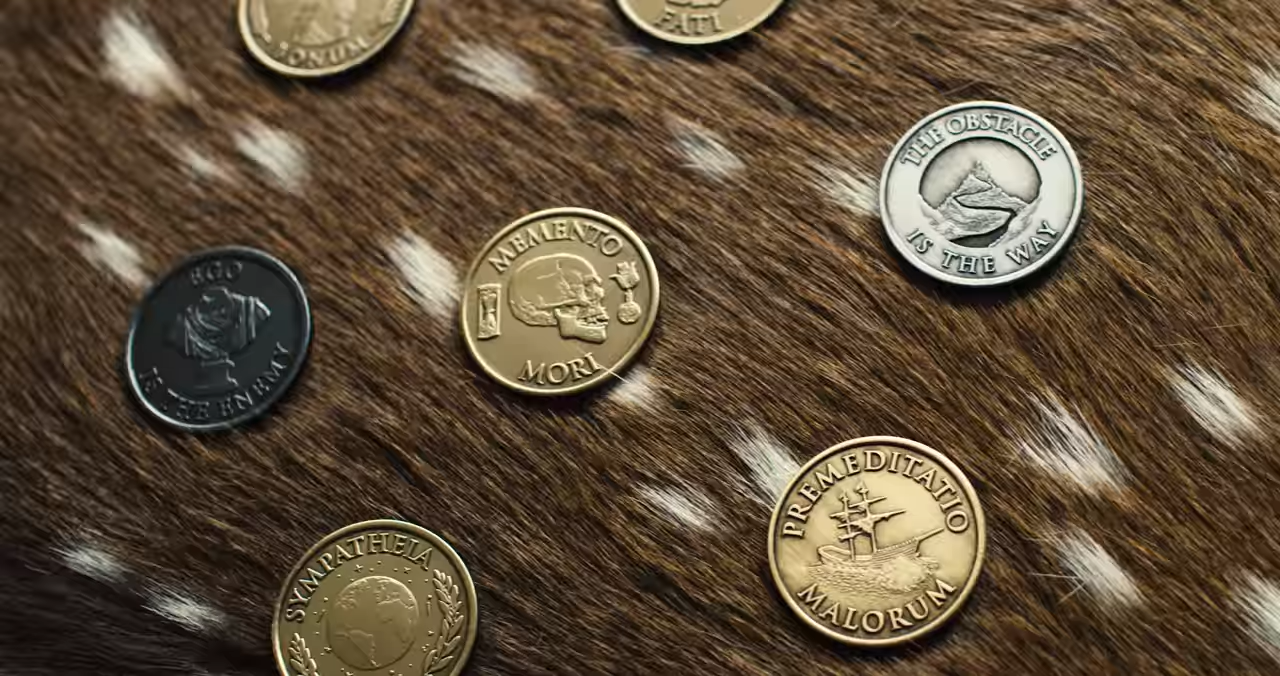 BONUM
FATI
THE OBSTACLE
IS THE WAY
MEMENTO
MORI
EGO
IS THE ENEMY
PREMEDITATIO
MALORUM
SYMPATHEIA